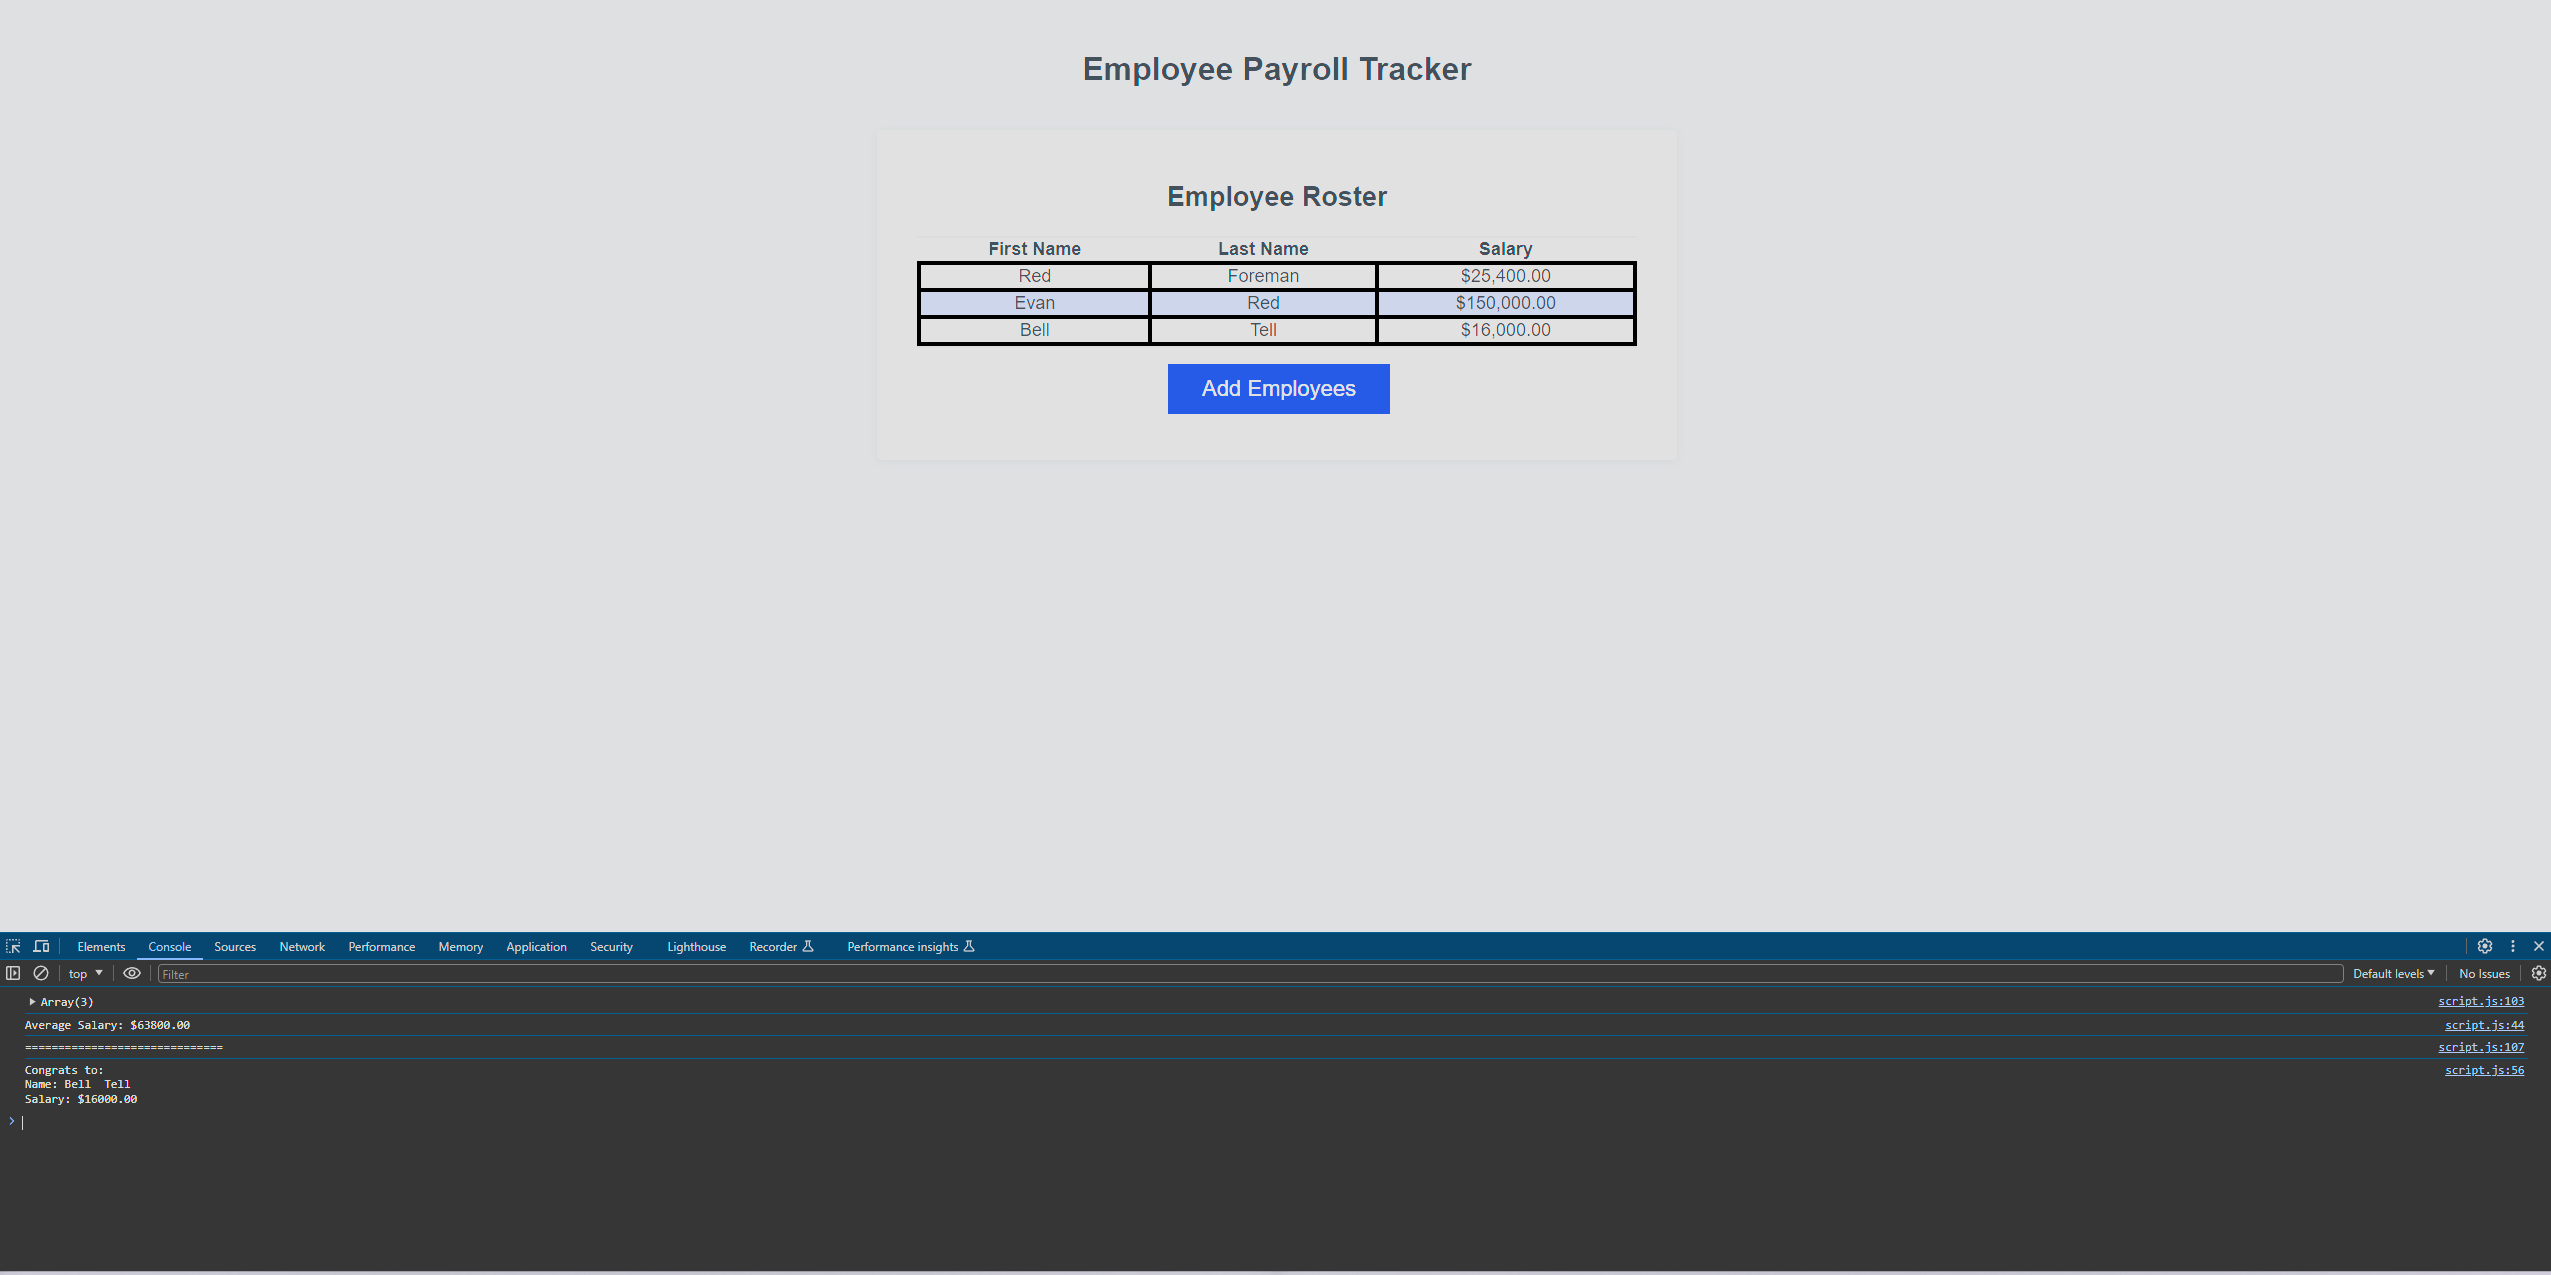 Employee Payroll Tracker
Employee Roster
First Name Last Name Salary
Red Foreman $25,400.00
Evan Red $150,000.00
Bell Tell $16,000.00
Add Employees
Elements Console Sources Network Performance Memory Application Security Lighthouse Recorder Performance insights
top Filter Default levels No Issues
Array(3) script.js:103
Average Salary: $63800.00 script.js:44
============================== script.js:107
Congrats to: script.js:56
Name: Bell  Tell
Salary: $16000.00